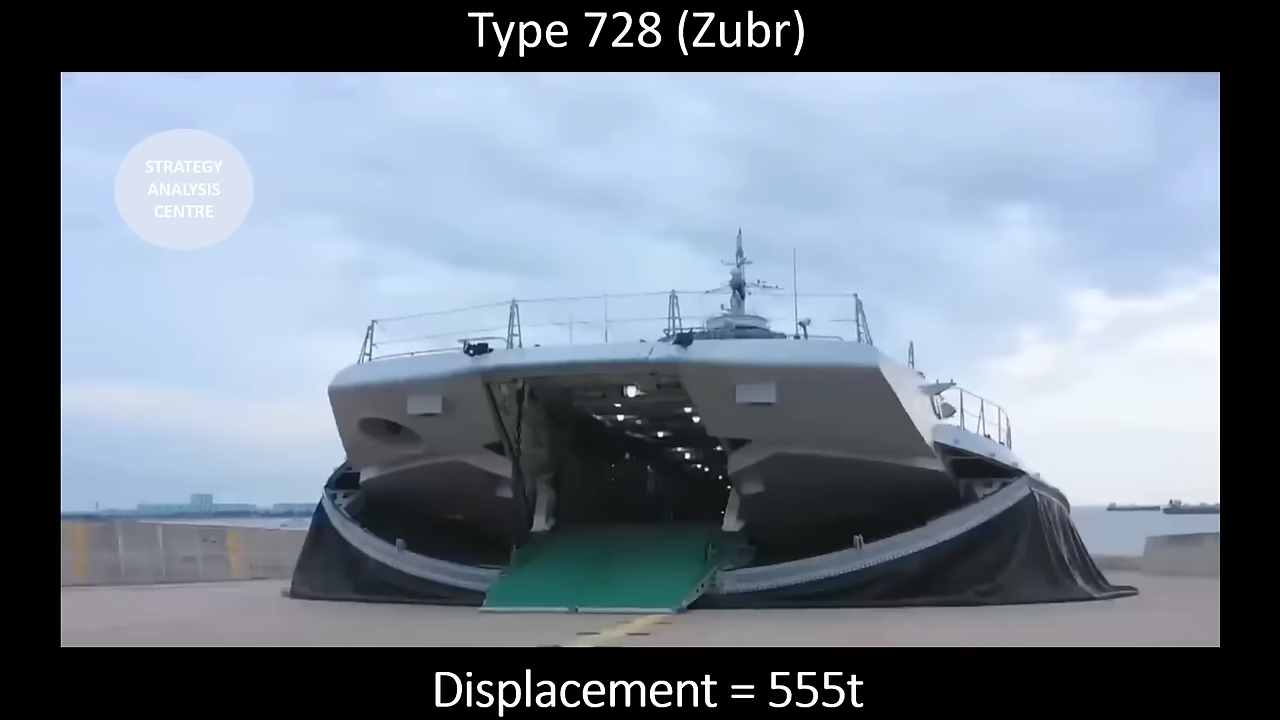 Type 728 (Zubr)
STRATEGY
ANALYSIS
CENTRE
Displacement = 555t